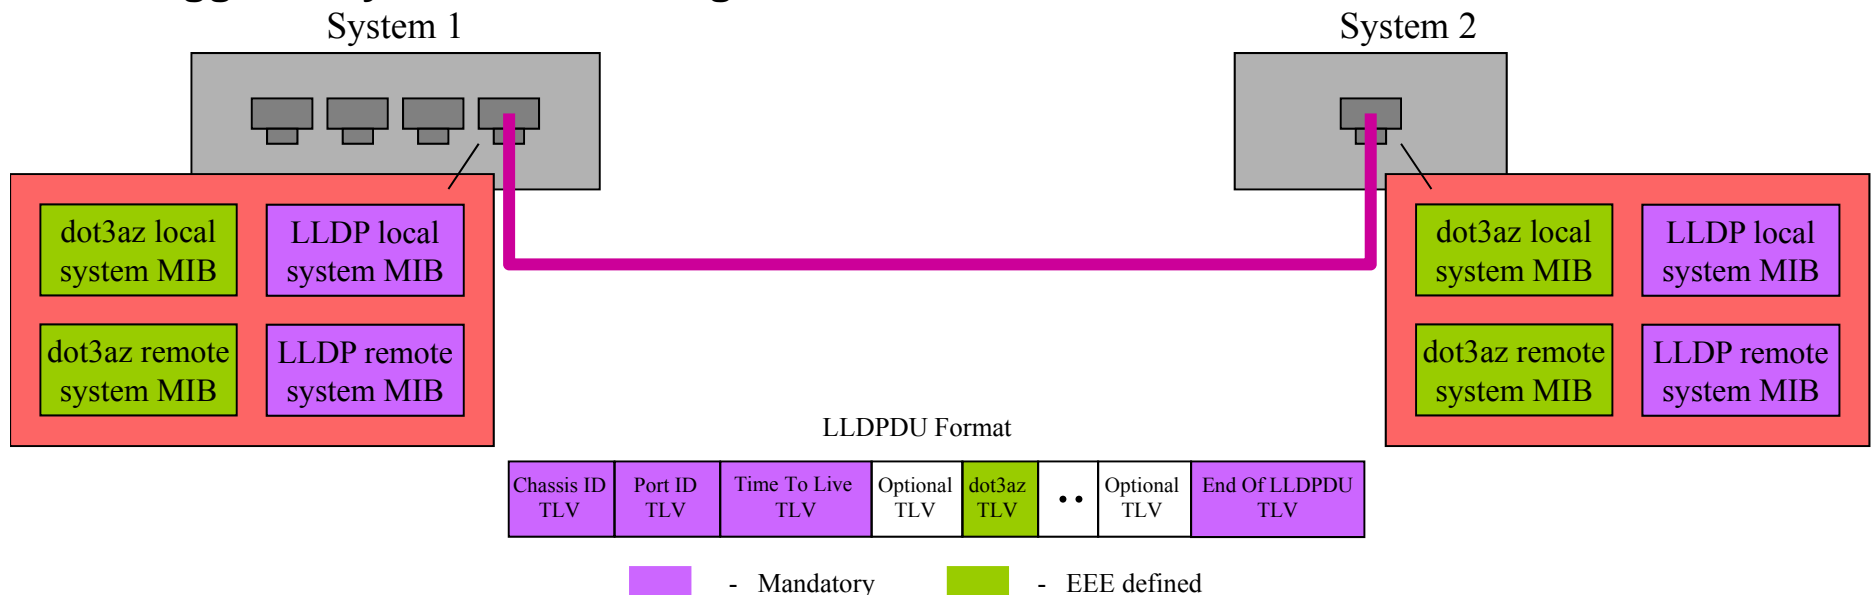 System 1
System 2
dot3az local
system MIB
LLDP local
system MIB
dot3az remote
system MIB
LLDP remote
system MIB
dot3az local
system MIB
LLDP local
system MIB
dot3az remote
system MIB
LLDP remote
system MIB
LLDPDU Format
Chassis ID
TLV
Port ID
TLV
Time To Live
TLV
Optional
TLV
dot3az
TLV
..
Optional
TLV
End Of LLDPDU
TLV
- Mandatory
- EEE defined